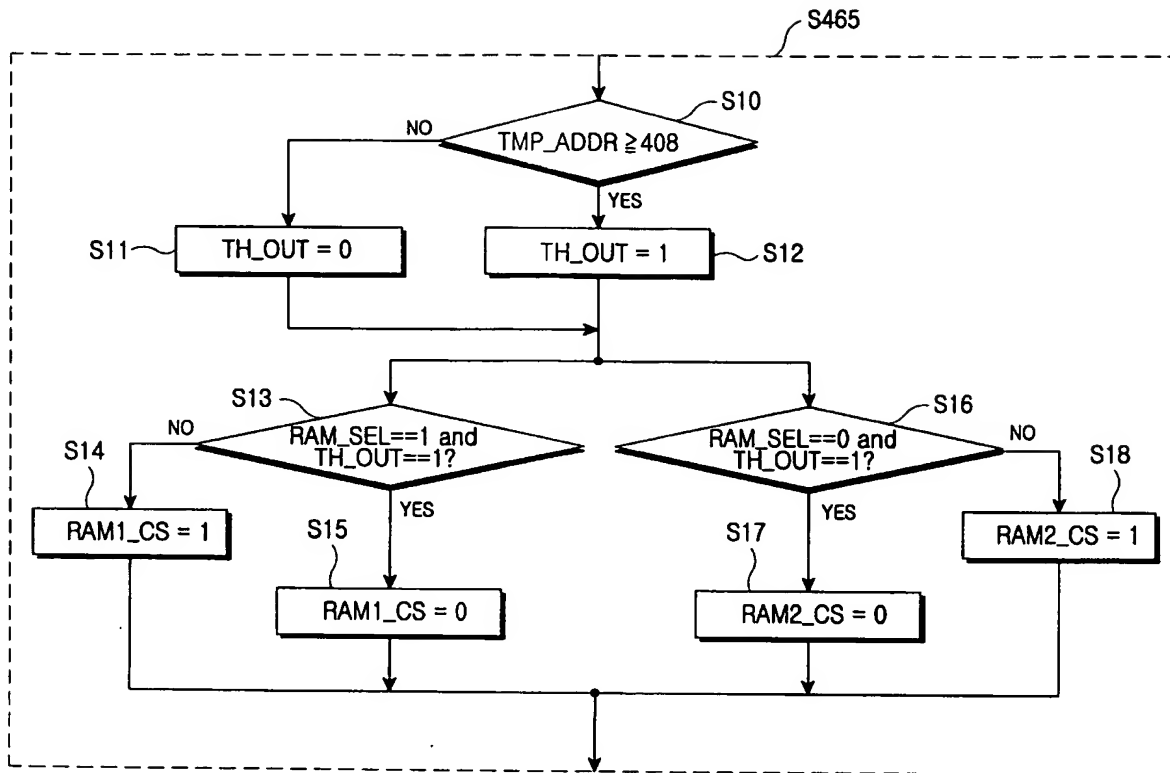 S465
S10
NO
TMP_ADDR ≧ 408
YES
S11
TH_OUT = 0
TH_OUT = 1
S12
S13
S16
NO
RAM_SEL==1 and
TH_OUT==1?
RAM_SEL==0 and
TH_OUT==1?
NO
S14
S18
YES
YES
RAM1_CS = 1
S15
S17
RAM2_CS = 1
RAM1_CS = 0
RAM2_CS = 0